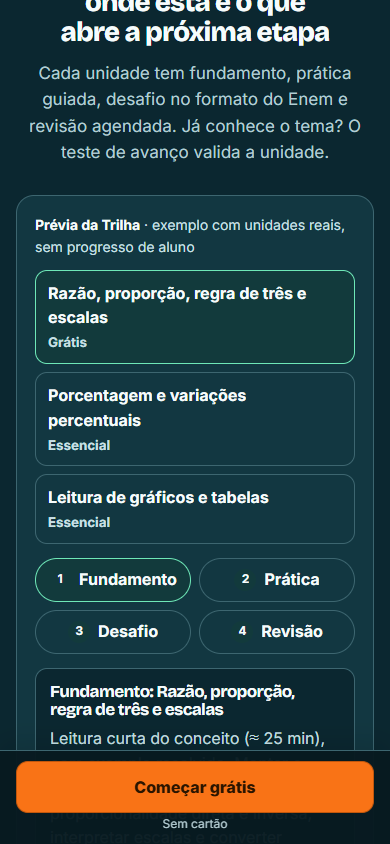 onde está e o que
abre a próxima etapa
Cada unidade tem fundamento, prática
guiada, desafio no formato do Enem e
revisão agendada. Já conhece o tema? O
teste de avanço valida a unidade.
Prévia da Trilha · exemplo com unidades reais,
sem progresso de aluno
Razão, proporção, regra de três e
escalas
Grátis
Porcentagem e variações
percentuais
Essencial
Leitura de gráficos e tabelas
Essencial
1 Fundamento
2 Prática
3 Desafio
4 Revisão
Fundamento: Razão, proporção,
regra de três e escalas
Leitura curta do conceito (≈ 25 min),
Começar grátis
Sem cartão
interpretar escalas e converter